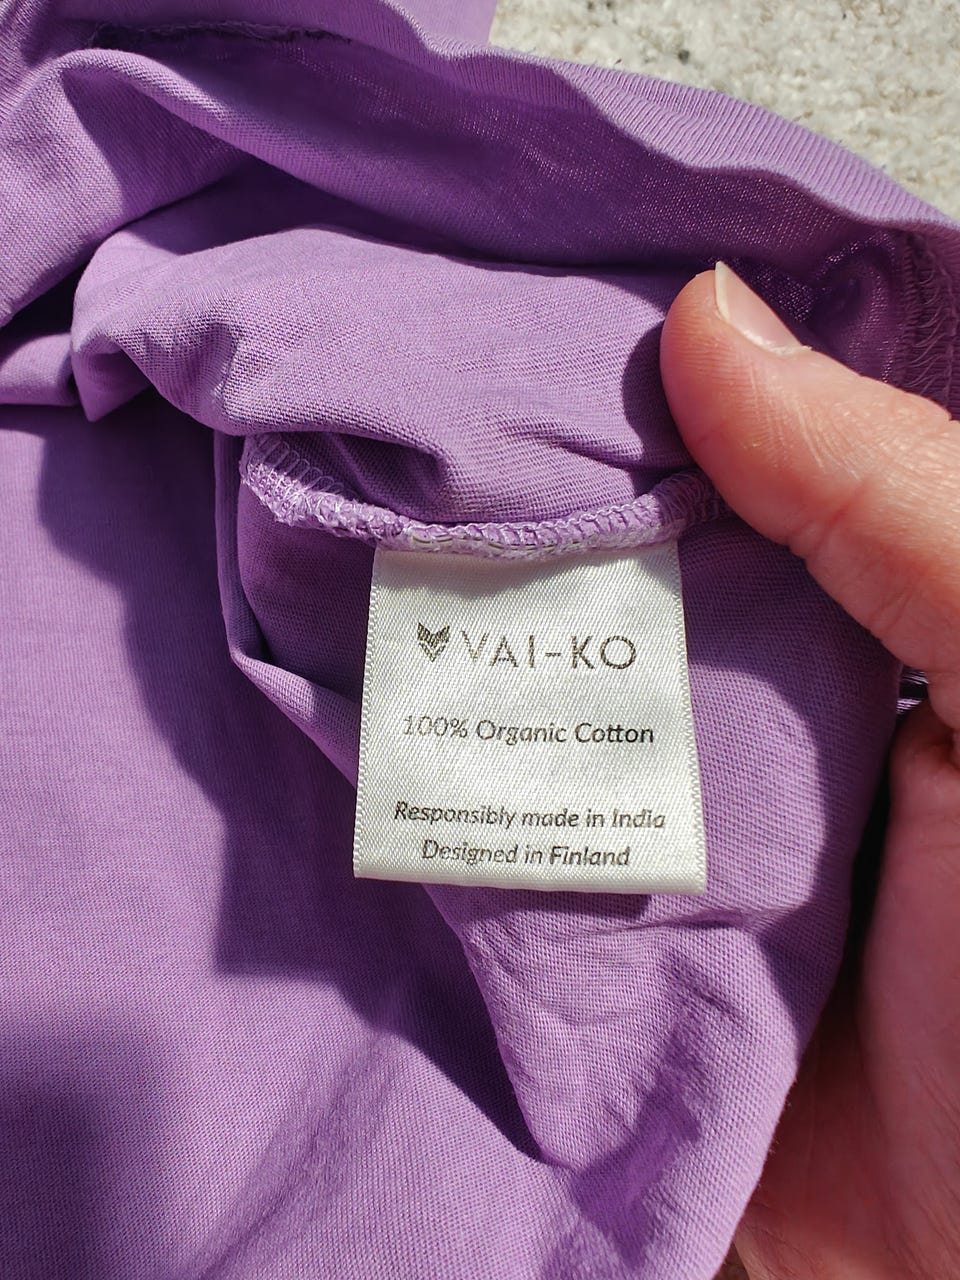 VAI-KO
100% Organic Cotton
Responsibly made in India
Designed in Finland